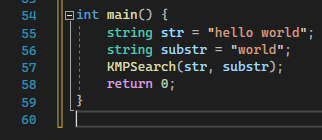 54 int main() {
55 string str = "hello world";
56 string substr = "world";
57 KMPSearch(str, substr);
58 return 0;
59 }
60